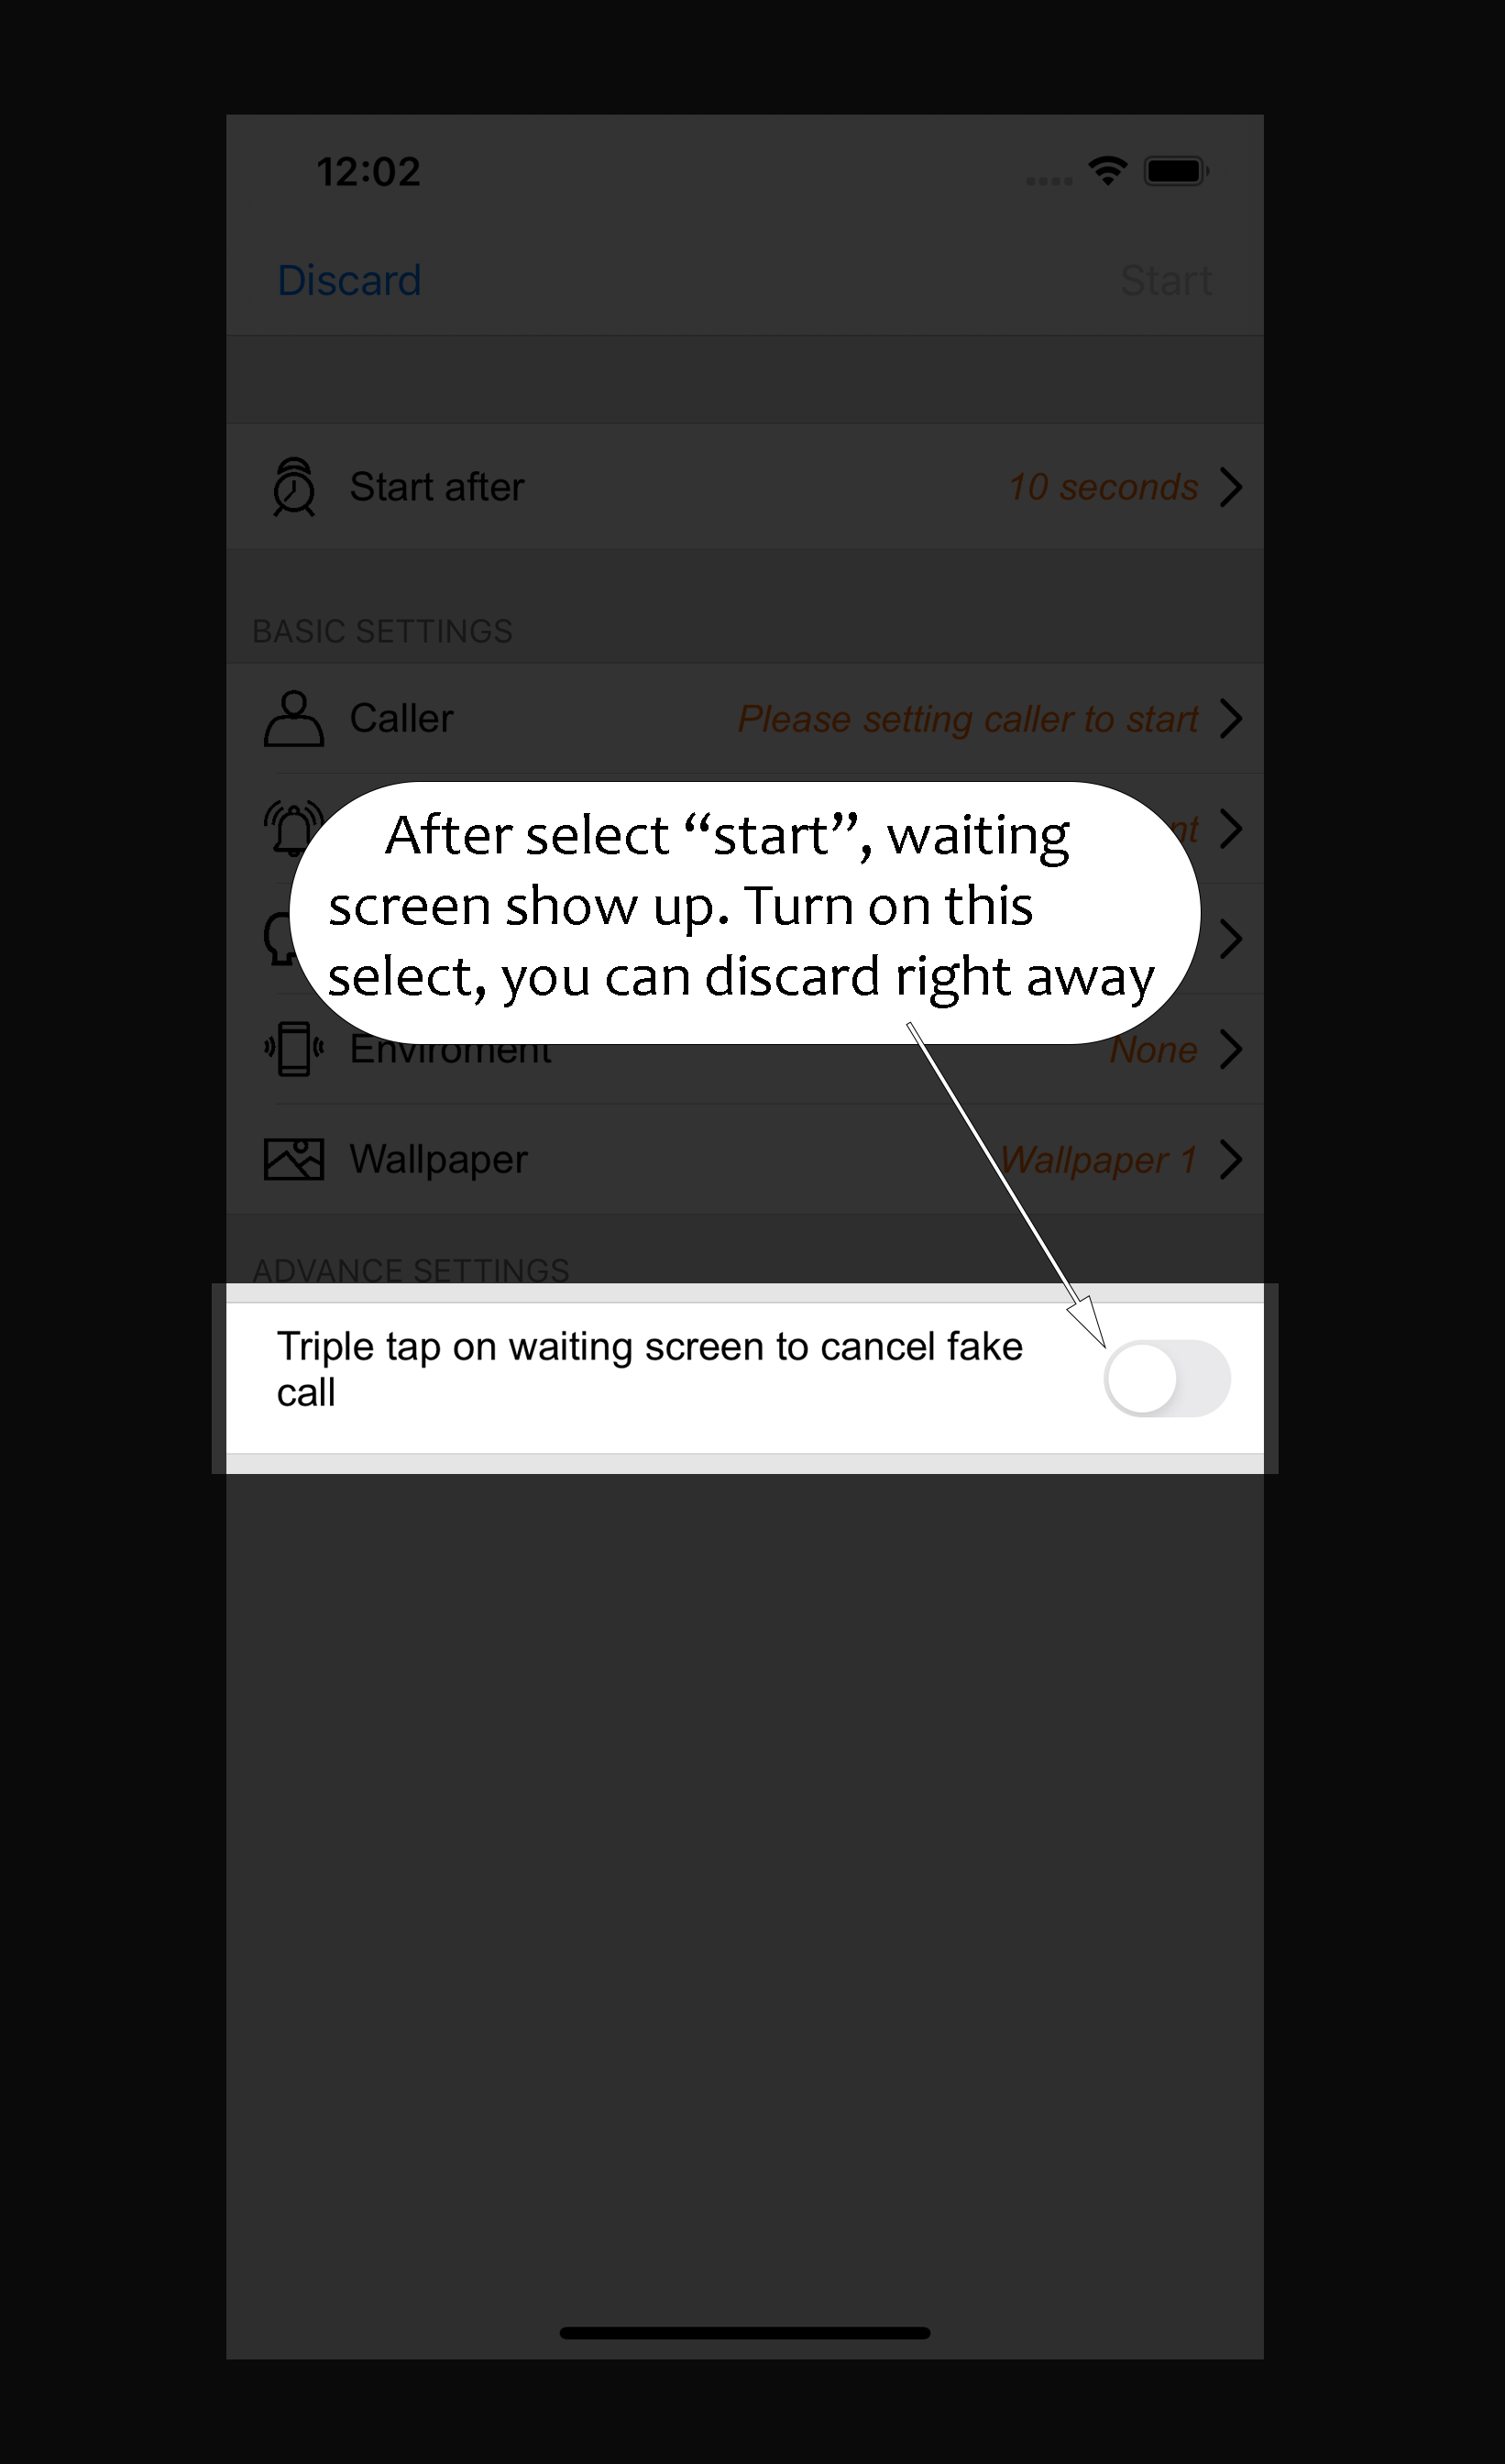 12:02
Discard Start
Start after 10 seconds
BASIC SETTINGS
Caller Please setting caller to start
After select “start”, waiting
screen show up. Turn on this
select, you can discard right away
Enviroment None
Wallpaper Wallpaper 1
ADVANCE SETTINGS
Triple tap on waiting screen to cancel fake
call